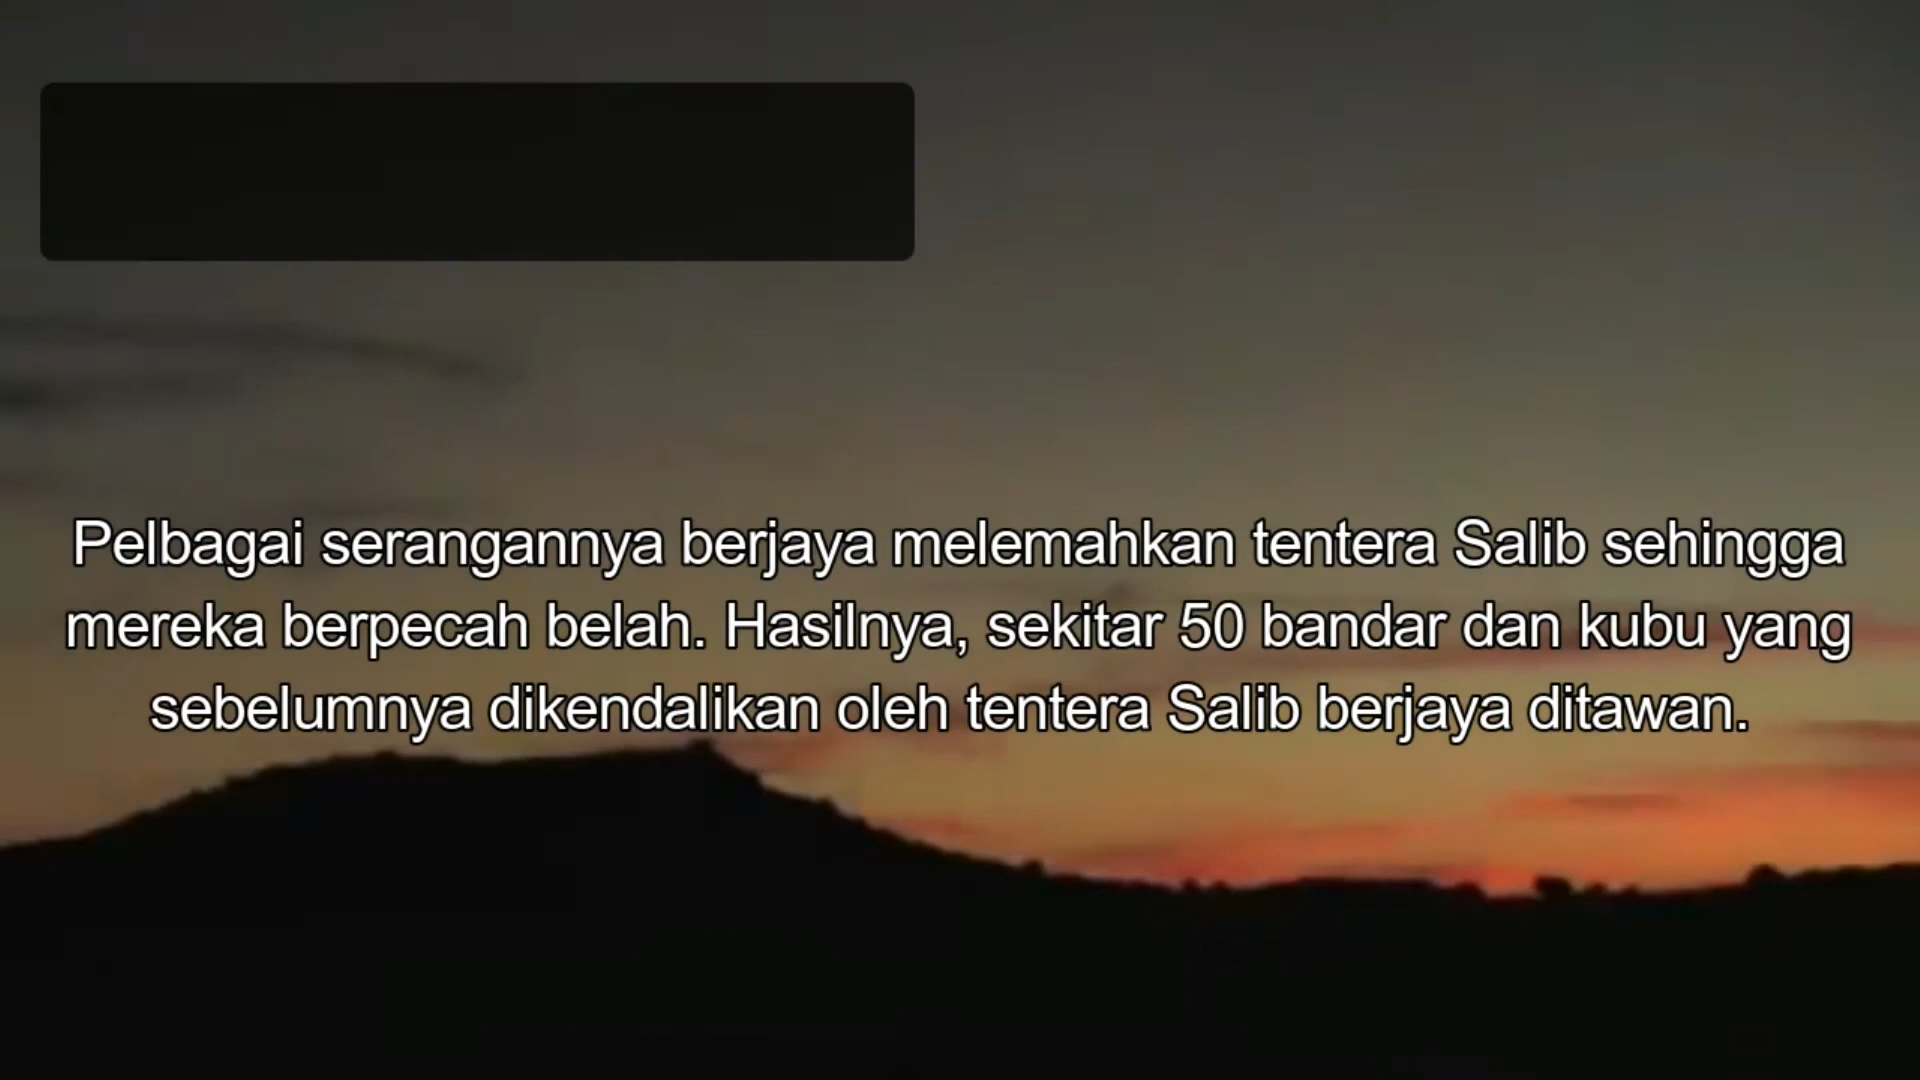 Pelbagai serangannya berjaya melemahkan tentera Salib sehingga
mereka berpecah belah. Hasilnya, sekitar 50 bandar dan kubu yang
sebelumnya dikendalikan oleh tentera Salib berjaya ditawan.